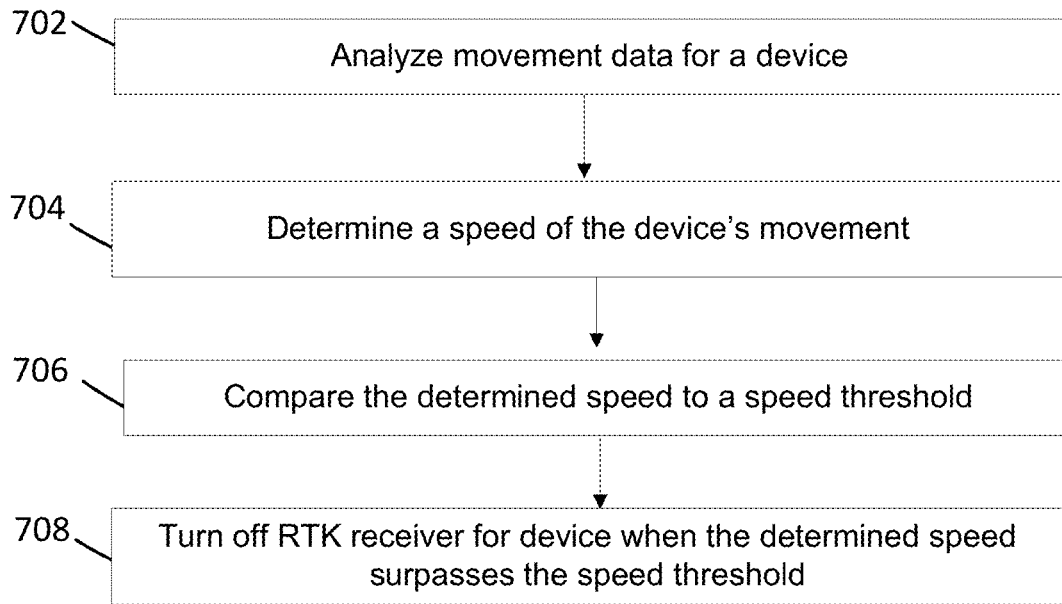 702
Analyze movement data for a device
704
Determine a speed of the device's movement
706
Compare the determined speed to a speed threshold
708
Turn off RTK receiver for device when the determined speed
surpasses the speed threshold